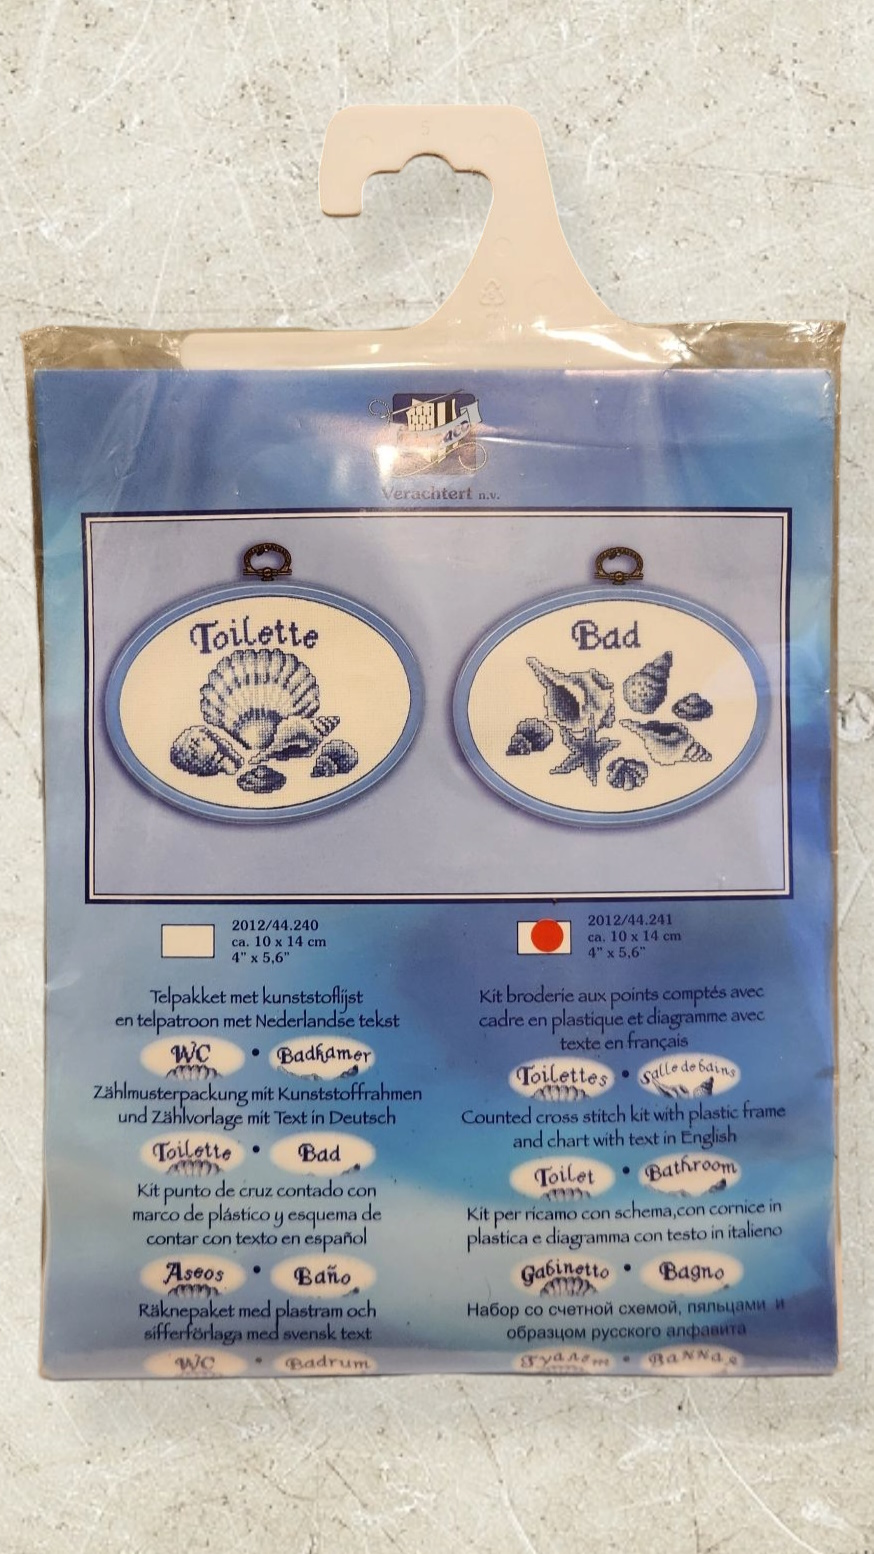 Verachtert n.v.
Toilette
Bad
2012/44.240
ca. 10 x 14 cm
4" x 5,6"
2012/44.241
ca. 10 x 14 cm
4" x 5,6"
Telpakket met kunststoflijst
en telpatroon met Nederlandse tekst
WC • Badkamer
Zählmusterpackung mit Kunststoffrahmen
und Zählvorlage mit Text in Deutsch
Toilette • Bad
Kit punto de cruz contado con
marco de plástico y esquema de
contar con texto en español
Aseos • Baño
Räknepaket med plastram och
sifferförlaga med svensk text
WC • Badrum
Kit broderie aux points comptés avec
cadre en plastique et diagramme avec
texte en français
Toilettes • Salle de bains
Counted cross stitch kit with plastic frame
and chart with text in English
Toilet • Bathroom
Kit per ricamo con schema,con cornice in
plastica e diagramma con testo in italieno
Gabinetto • Bagno
Набор со счетной схемой, пяльцами и
образцом русского алфавита